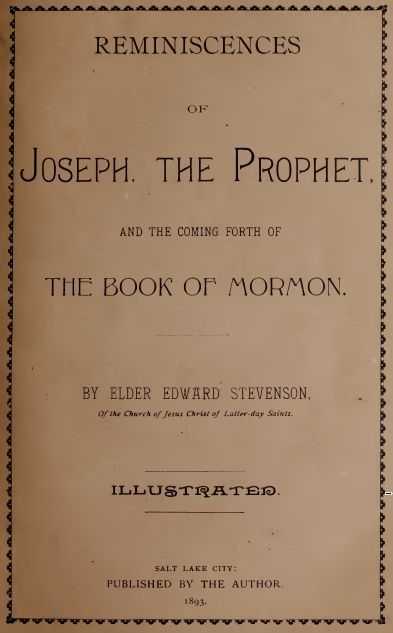 REMINISCENCES
OF
JOSEPH. THE PROPHET,
AND THE COMING FORTH OF
THE BOOK OF MORMON.
BY ELDER EDWARD STEVENSON,
Of the Church of Jesus Christ of Latter-day Saints.
ILLUSTRATED.
SALT LAKE CITY:
PUBLISHED BY THE AUTHOR.
1893.